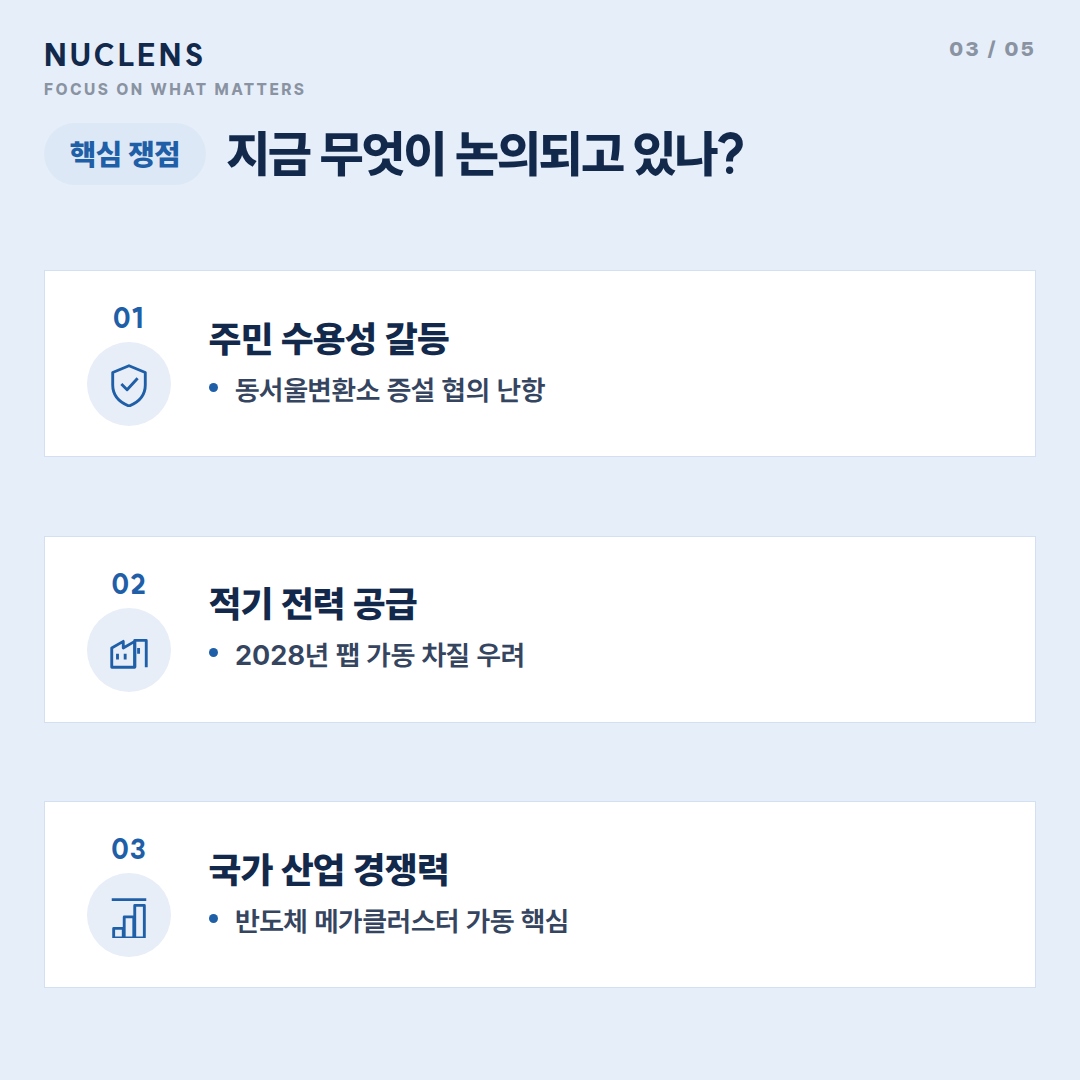 NUCLENS
03 / 05
FOCUS ON WHAT MATTERS
핵심 쟁점
지금 무엇이 논의되고 있나?
01
주민 수용성 갈등
• 동서울변환소 증설 협의 난항
02
적기 전력 공급
• 2028년 팹 가동 차질 우려
03
국가 산업 경쟁력
• 반도체 메가클러스터 가동 핵심